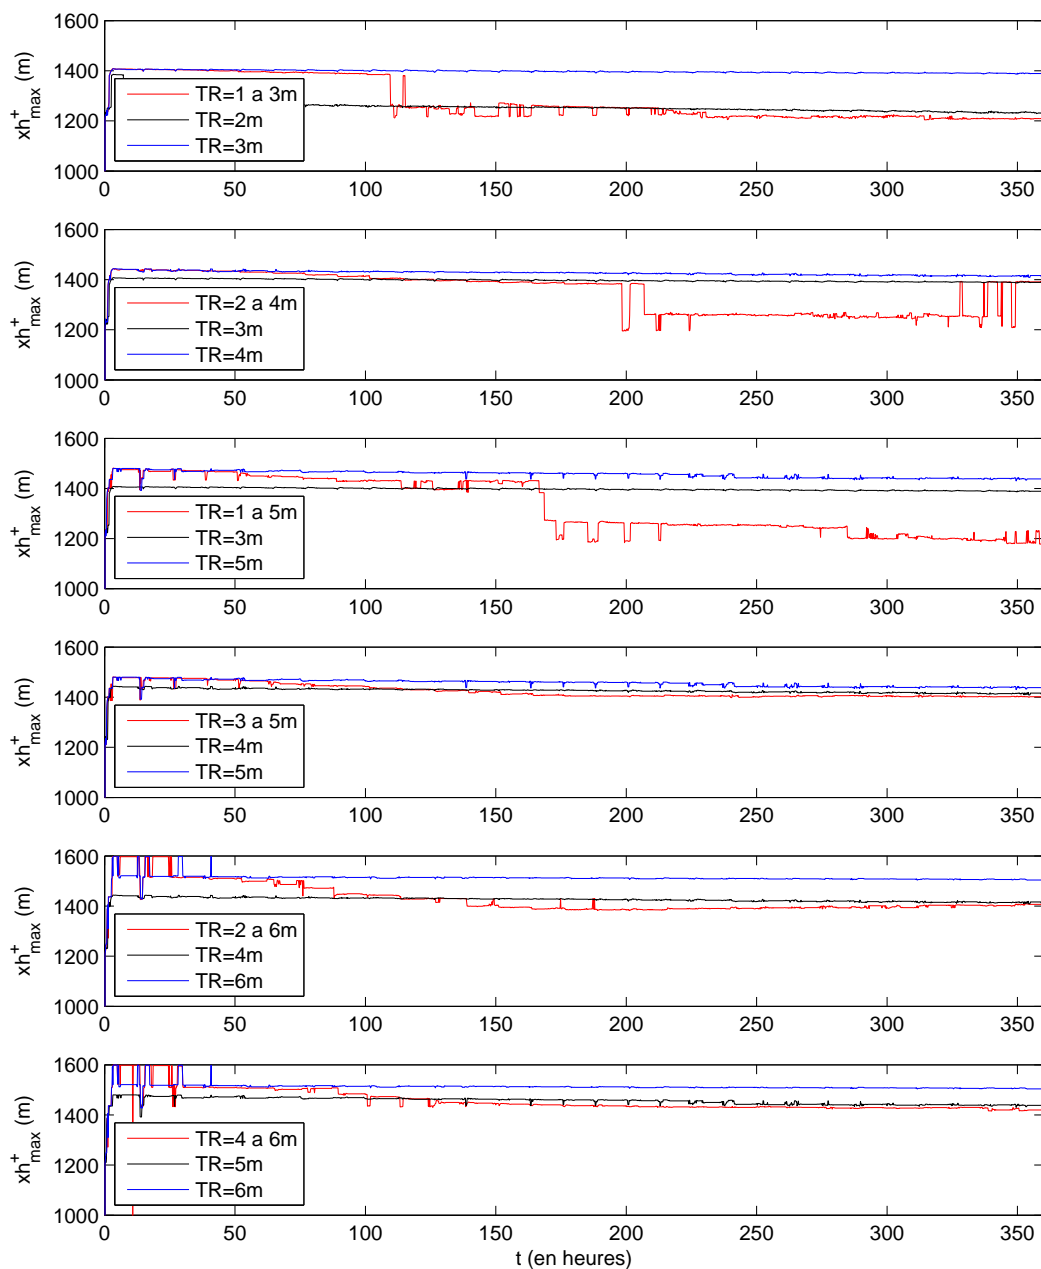 1600
1400
1200
1000
xh+max (m)
TR=1 a 3m
TR=2m
TR=3m
0 50 100 150 200 250 300 350
1600
1400
1200
1000
xh+max (m)
TR=2 a 4m
TR=3m
TR=4m
0 50 100 150 200 250 300 350
1600
1400
1200
1000
xh+max (m)
TR=1 a 5m
TR=3m
TR=5m
0 50 100 150 200 250 300 350
1600
1400
1200
1000
xh+max (m)
TR=3 a 5m
TR=4m
TR=5m
0 50 100 150 200 250 300 350
1600
1400
1200
1000
xh+max (m)
TR=2 a 6m
TR=4m
TR=6m
0 50 100 150 200 250 300 350
1600
1400
1200
1000
xh+max (m)
TR=4 a 6m
TR=5m
TR=6m
0 50 100 150 200 250 300 350
t (en heures)